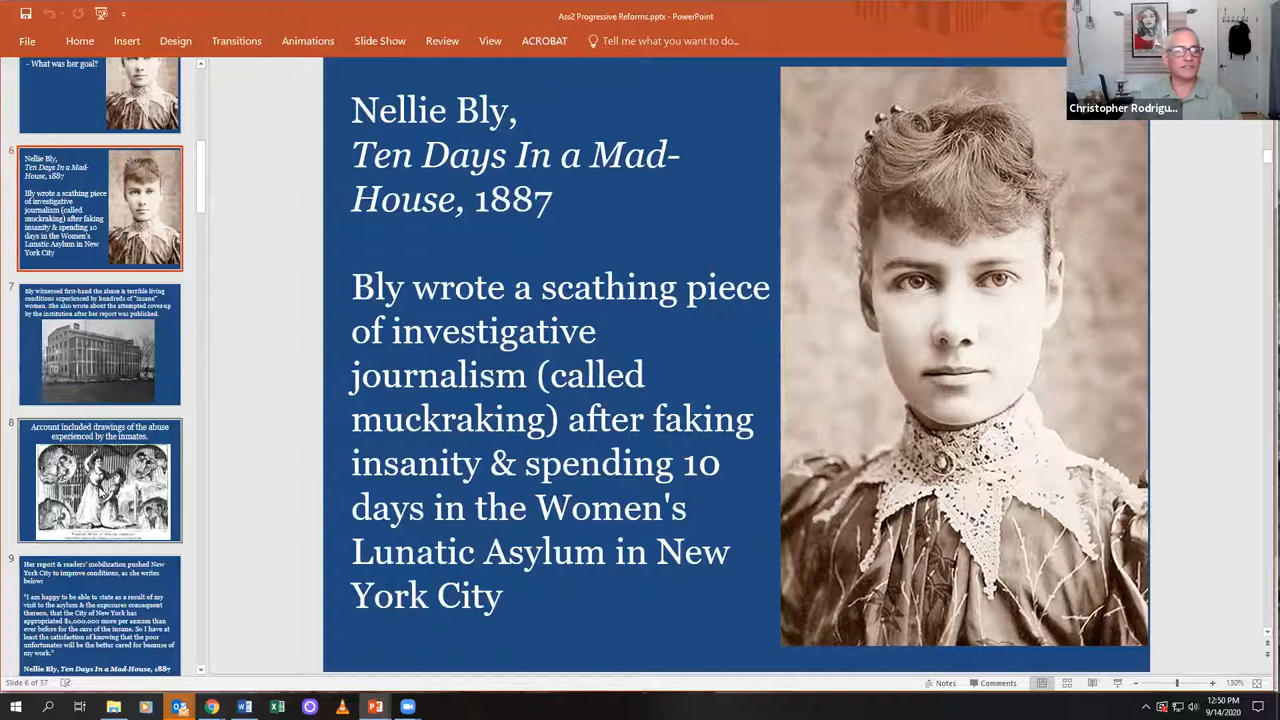 Ass2 Progressive Reforms.pptx - PowerPoint
File Home Insert Design Transitions Animations Slide Show Review View ACROBAT Tell me what you want to do...
Christopher Rodrigu...
- What was her goal?
6
Nellie Bly,
Ten Days In a Mad-
House, 1887
Bly wrote a scathing piece
of investigative
journalism (called
muckraking) after faking
insanity & spending 10
days in the Women's
Lunatic Asylum in New
York City
7
Bly witnessed first-hand the abuse & terrible living
conditions experienced by hundreds of "insane"
women. She also wrote about the attempted cover-up
by the institution after her report was published.
8
Account included drawings of the abuse
experienced by the inmates.
9
Her report & readers' mobilization pushed New
York City to improve conditions, as she writes
below:
"I am happy to be able to state as a result of my
visit to the asylum & the exposures consequent
thereon, that the City of New York has
appropriated $1,000,000 more per annum than
ever before for the care of the insane. So I have at
least the satisfaction of knowing that the poor
unfortunates will be the better cared for because of
my work."
Nellie Bly, Ten Days In a Mad-House, 1887
Nellie Bly,
Ten Days In a Mad-
House, 1887
Bly wrote a scathing piece
of investigative
journalism (called
muckraking) after faking
insanity & spending 10
days in the Women's
Lunatic Asylum in New
York City
Slide 6 of 37
Notes Comments 130%
12:50 PM
9/14/2020